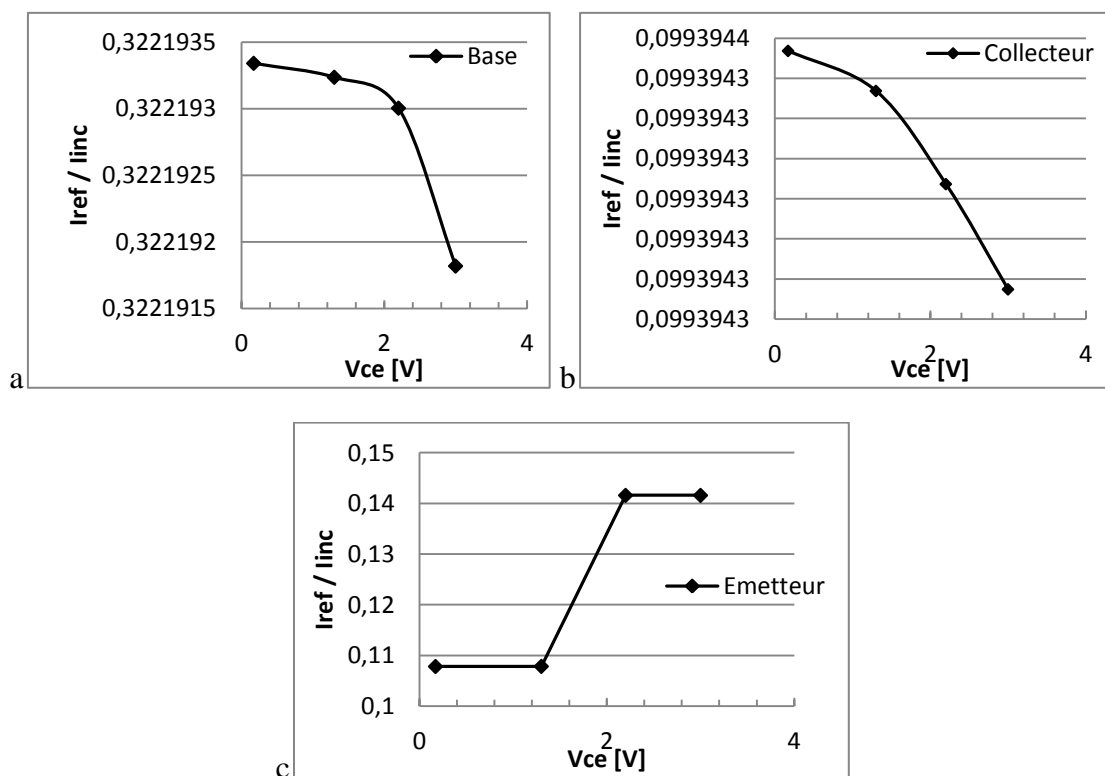 0,3221935
0,322193
0,3221925
0,322192
0,3221915
Iref / Iinc
Base
0 2 4
Vce [V]
a
0,0993944
0,0993943
0,0993943
0,0993943
0,0993943
0,0993943
0,0993943
0,0993943
Iref / Iinc
Collecteur
0 2 4
Vce [V]
b
0,15
0,14
0,13
0,12
0,11
0,1
Iref / Iinc
Emetteur
0 2 4
Vce [V]
c